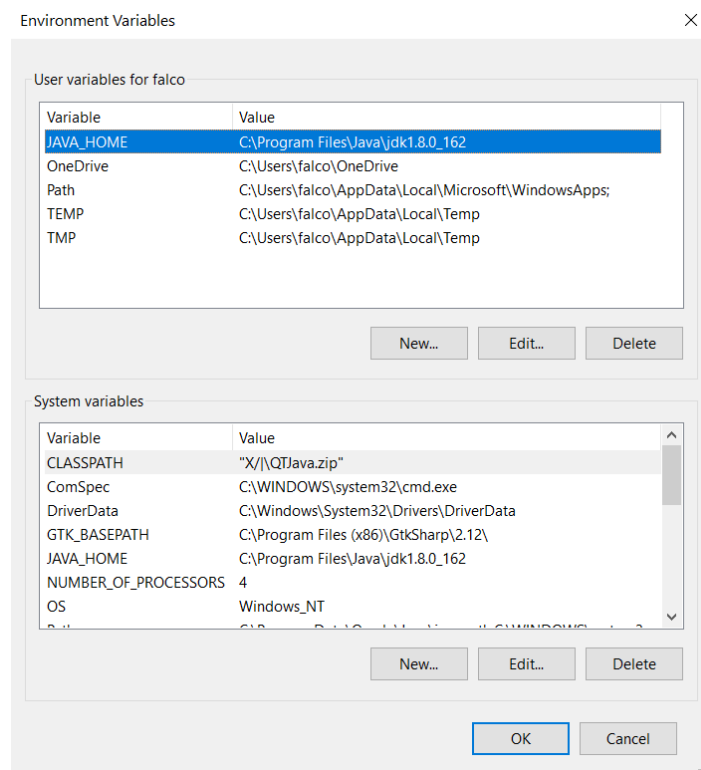 Environment Variables
User variables for falco
Variable Value
JAVA_HOME C:\Program Files\Java\jdk1.8.0_162
OneDrive C:\Users\falco\OneDrive
Path C:\Users\falco\AppData\Local\Microsoft\WindowsApps;
TEMP C:\Users\falco\AppData\Local\Temp
TMP C:\Users\falco\AppData\Local\Temp
New... Edit... Delete
System variables
Variable Value
CLASSPATH "X/|\QTJava.zip"
ComSpec C:\WINDOWS\system32\cmd.exe
DriverData C:\Windows\System32\Drivers\DriverData
GTK_BASEPATH C:\Program Files (x86)\GtkSharp\2.12\
JAVA_HOME C:\Program Files\Java\jdk1.8.0_162
NUMBER_OF_PROCESSORS 4
OS Windows_NT
New... Edit... Delete
OK Cancel